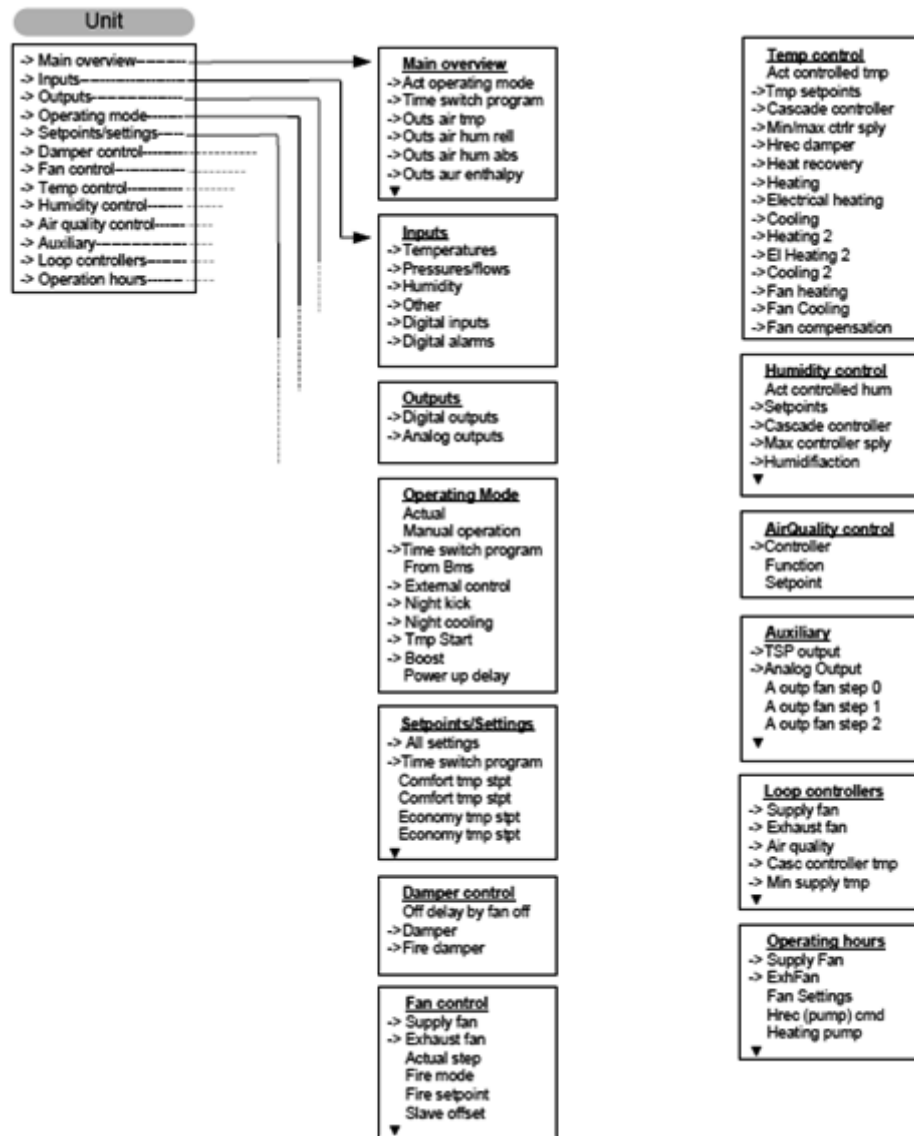 Unit
-> Main overview
-> Inputs
-> Outputs
-> Operating mode
-> Setpoints/settings
-> Damper control
-> Fan control
-> Temp control
-> Humidity control
-> Air quality control
-> Auxiliary
-> Loop controllers
-> Operation hours
Main overview
->Act operating mode
->Time switch program
->Outs air tmp
->Outs air hum rell
->Outs air hum abs
->Outs aur enthalpy
▼
Inputs
->Temperatures
->Pressures/flows
->Humidity
->Other
->Digital inputs
->Digital alarms
Outputs
->Digital outputs
->Analog outputs
Operating Mode
Actual
Manual operation
->Time switch program
From Bms
-> External control
-> Night kick
-> Night cooling
-> Tmp Start
-> Boost
Power up delay
Setpoints/Settings
-> All settings
->Time switch program
Comfort tmp stpt
Comfort tmp stpt
Economy tmp stpt
Economy tmp stpt
▼
Damper control
Off delay by fan off
->Damper
->Fire damper
Fan control
-> Supply fan
-> Exhaust fan
Actual step
Fire mode
Fire setpoint
Slave offset
▼
Temp control
Act controlled tmp
->Tmp setpoints
->Cascade controller
->Min/max ctrlr sply
->Hrec damper
->Heat recovery
->Heating
->Electrical heating
->Cooling
->Heating 2
->El Heating 2
->Cooling 2
->Fan heating
->Fan Cooling
->Fan compensation
Humidity control
Act controlled hum
->Setpoints
->Cascade controller
->Max controller sply
->Humidifiaction
▼
AirQuality control
->Controller
Function
Setpoint
Auxiliary
->TSP output
->Analog Output
A outp fan step 0
A outp fan step 1
A outp fan step 2
▼
Loop controllers
-> Supply fan
-> Exhaust fan
-> Air quality
-> Casc controller tmp
-> Min supply tmp
▼
Operating hours
-> Supply Fan
-> ExhFan
Fan Settings
Hrec (pump) cmd
Heating pump
▼